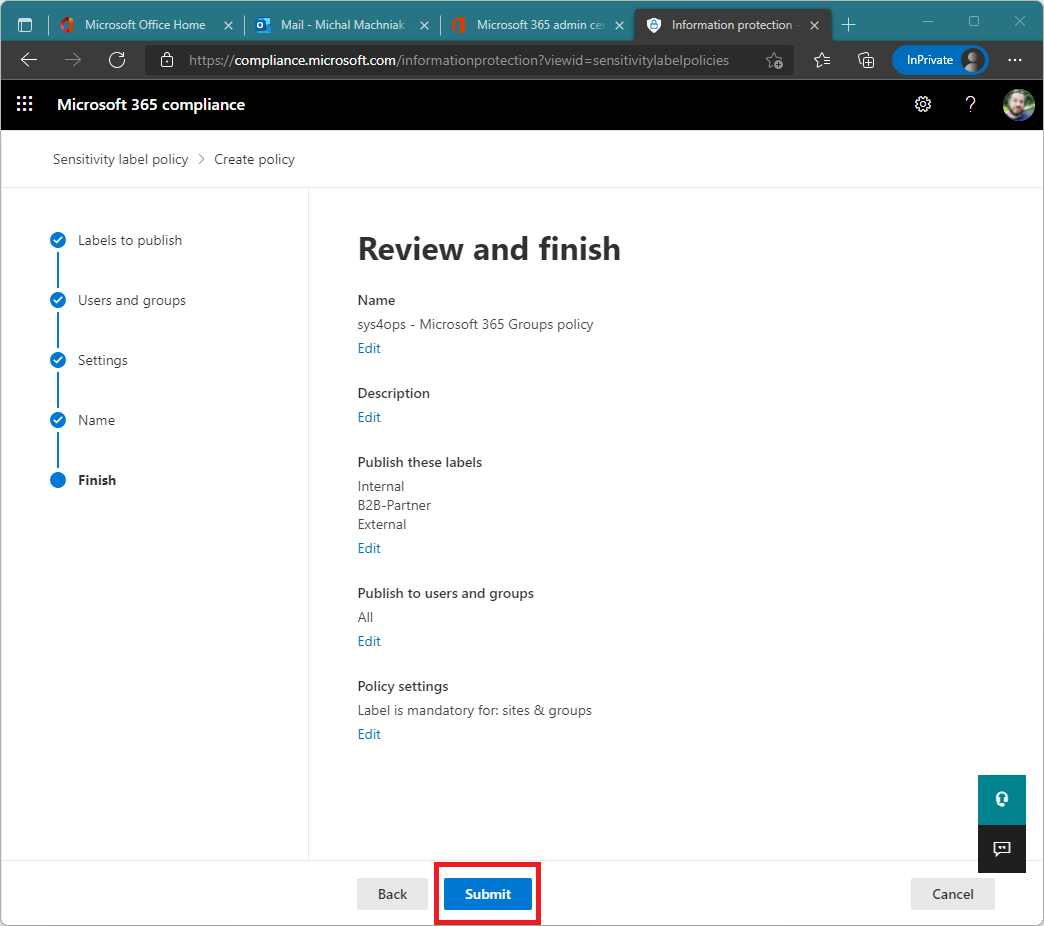 Microsoft Office Home
Mail - Michal Machniak -
Microsoft 365 admin cen
Information protection -
https://compliance.microsoft.com/informationprotection?viewid=sensitivitylabelpolicies
InPrivate
Microsoft 365 compliance
?
Sensitivity label policy > Create policy
Labels to publish
Users and groups
Settings
Name
Finish
Review and finish
Name
sys4ops - Microsoft 365 Groups policy
Edit
Description
Edit
Publish these labels
Internal
B2B-Partner
External
Edit
Publish to users and groups
All
Edit
Policy settings
Label is mandatory for: sites & groups
Edit
Back
Submit
Cancel